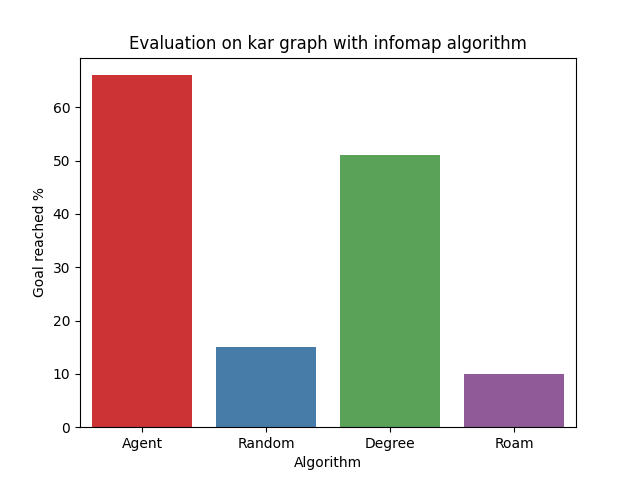 Evaluation on kar graph with infomap algorithm
Goal reached %
60
50
40
30
20
10
0
Agent
Random
Degree
Roam
Algorithm